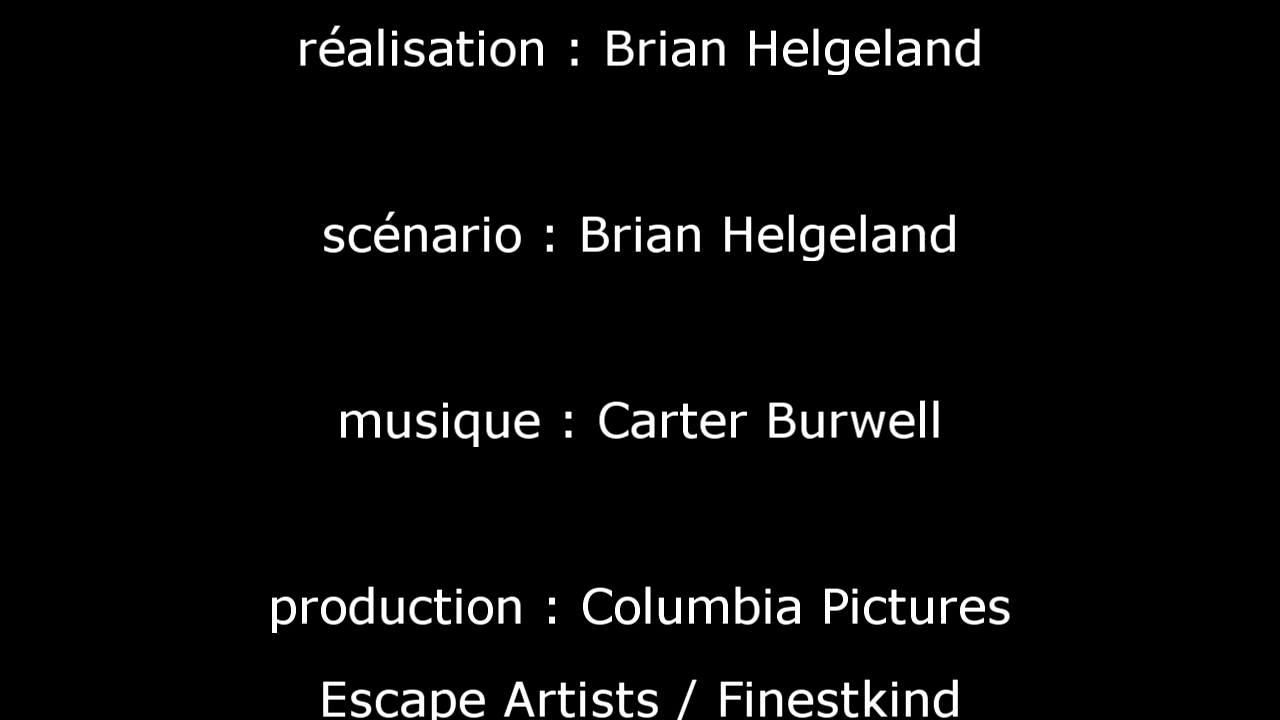 réalisation : Brian Helgeland
scénario : Brian Helgeland
musique : Carter Burwell
production : Columbia Pictures
Escape Artists / Finestkind